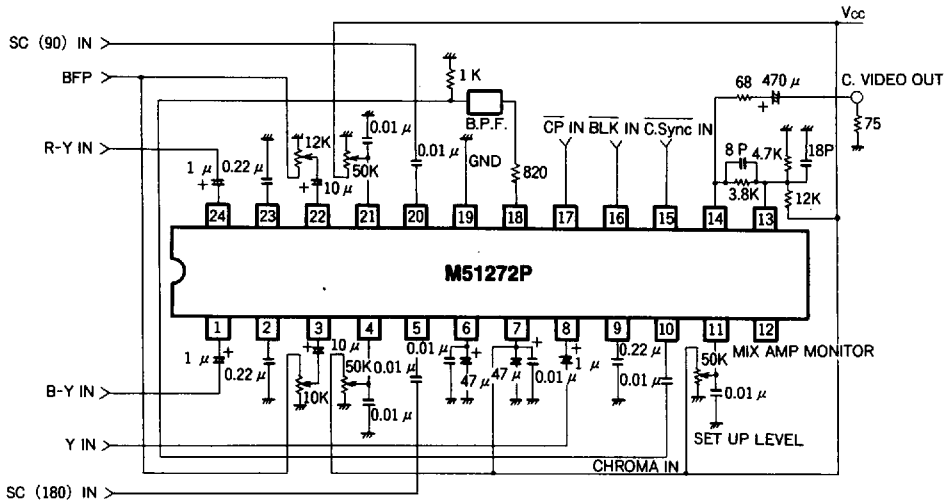 Vcc
SC (90) IN
BFP
R-Y IN
1 K
B.P.F.
0.01 μ
0.01 μ
12K
50K
10 μ
1 μ
+
0.22 μ
+
GND
820
CP IN
BLK IN
C.Sync IN
68
470 μ
+
C. VIDEO OUT
75
8 P
4.7K
18P
3.8K
12K
24 23 22 21 20 19 18 17 16 15 14 13
M51272P
1 2 3 4 5 6 7 8 9 10 11 12
MIX AMP MONITOR
1 μ
+
0.22 μ
+
10 μ
10K
50K
0.01 μ
0.01 μ
0.01 μ
+
47 μ
47 μ
+
0.01 μ
+
1 μ
0.22 μ
0.01 μ
50K
0.01 μ
B-Y IN
Y IN
SET UP LEVEL
CHROMA IN
SC (180) IN